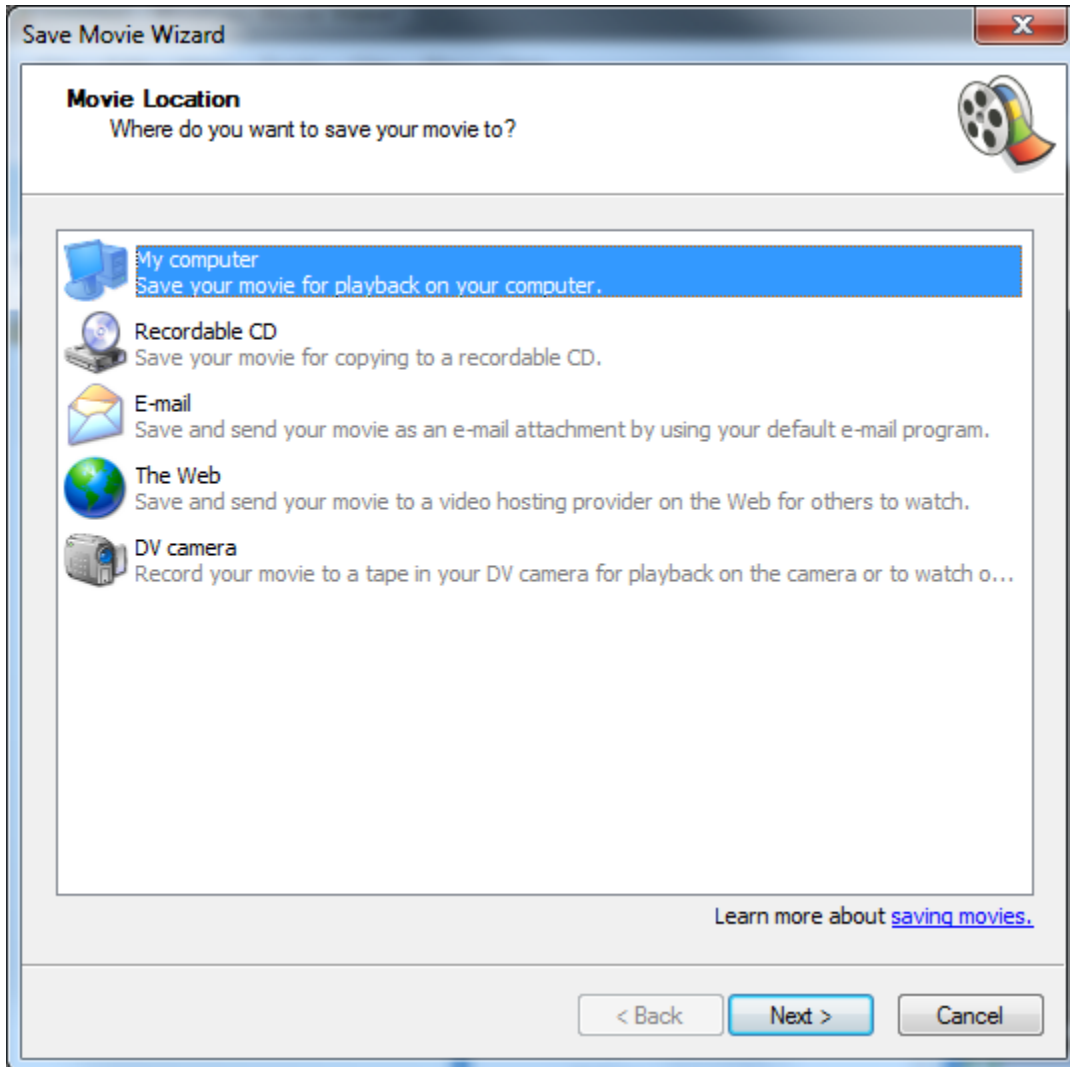 Save Movie Wizard
Movie Location
Where do you want to save your movie to?
My computer
Save your movie for playback on your computer.
Recordable CD
Save your movie for copying to a recordable CD.
E-mail
Save and send your movie as an e-mail attachment by using your default e-mail program.
The Web
Save and send your movie to a video hosting provider on the Web for others to watch.
DV camera
Record your movie to a tape in your DV camera for playback on the camera or to watch o...
Learn more about saving movies.
< Back Next > Cancel